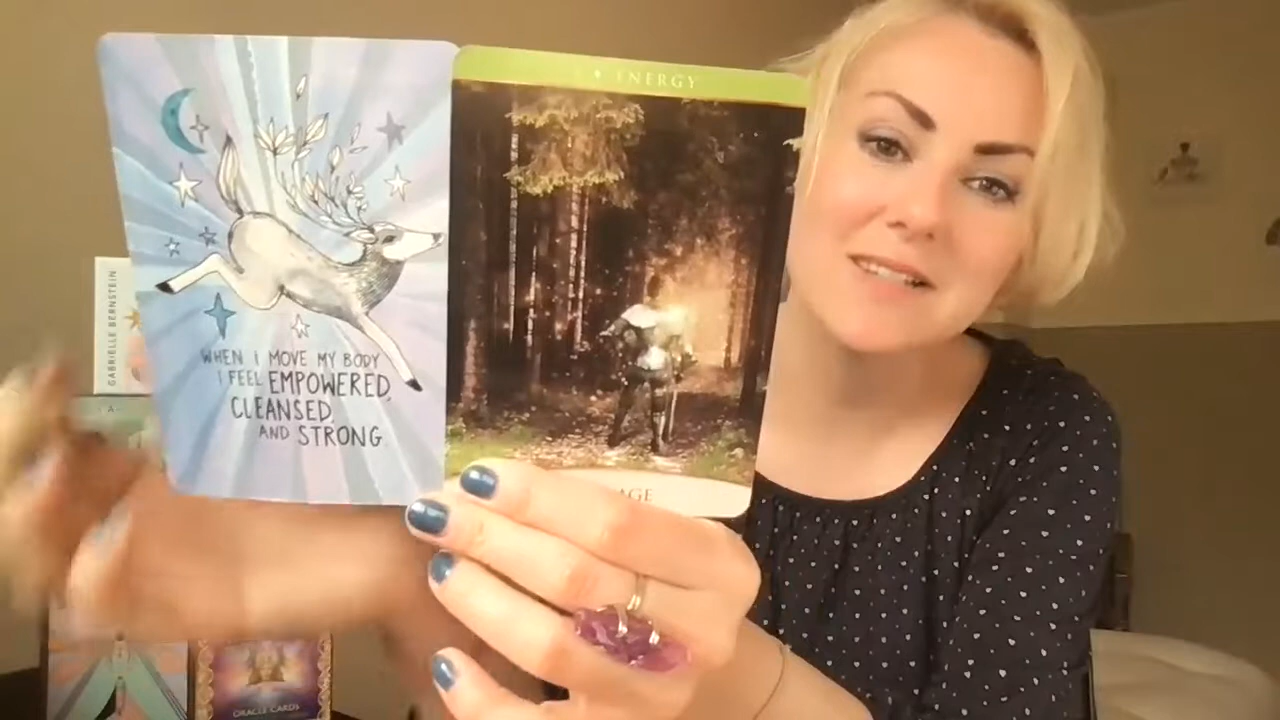 ENERGY
WHEN I MOVE MY BODY
I FEEL EMPOWERED,
CLEANSED,
AND STRONG
GABRIELLE BERNSTEIN
ORACLE CARDS